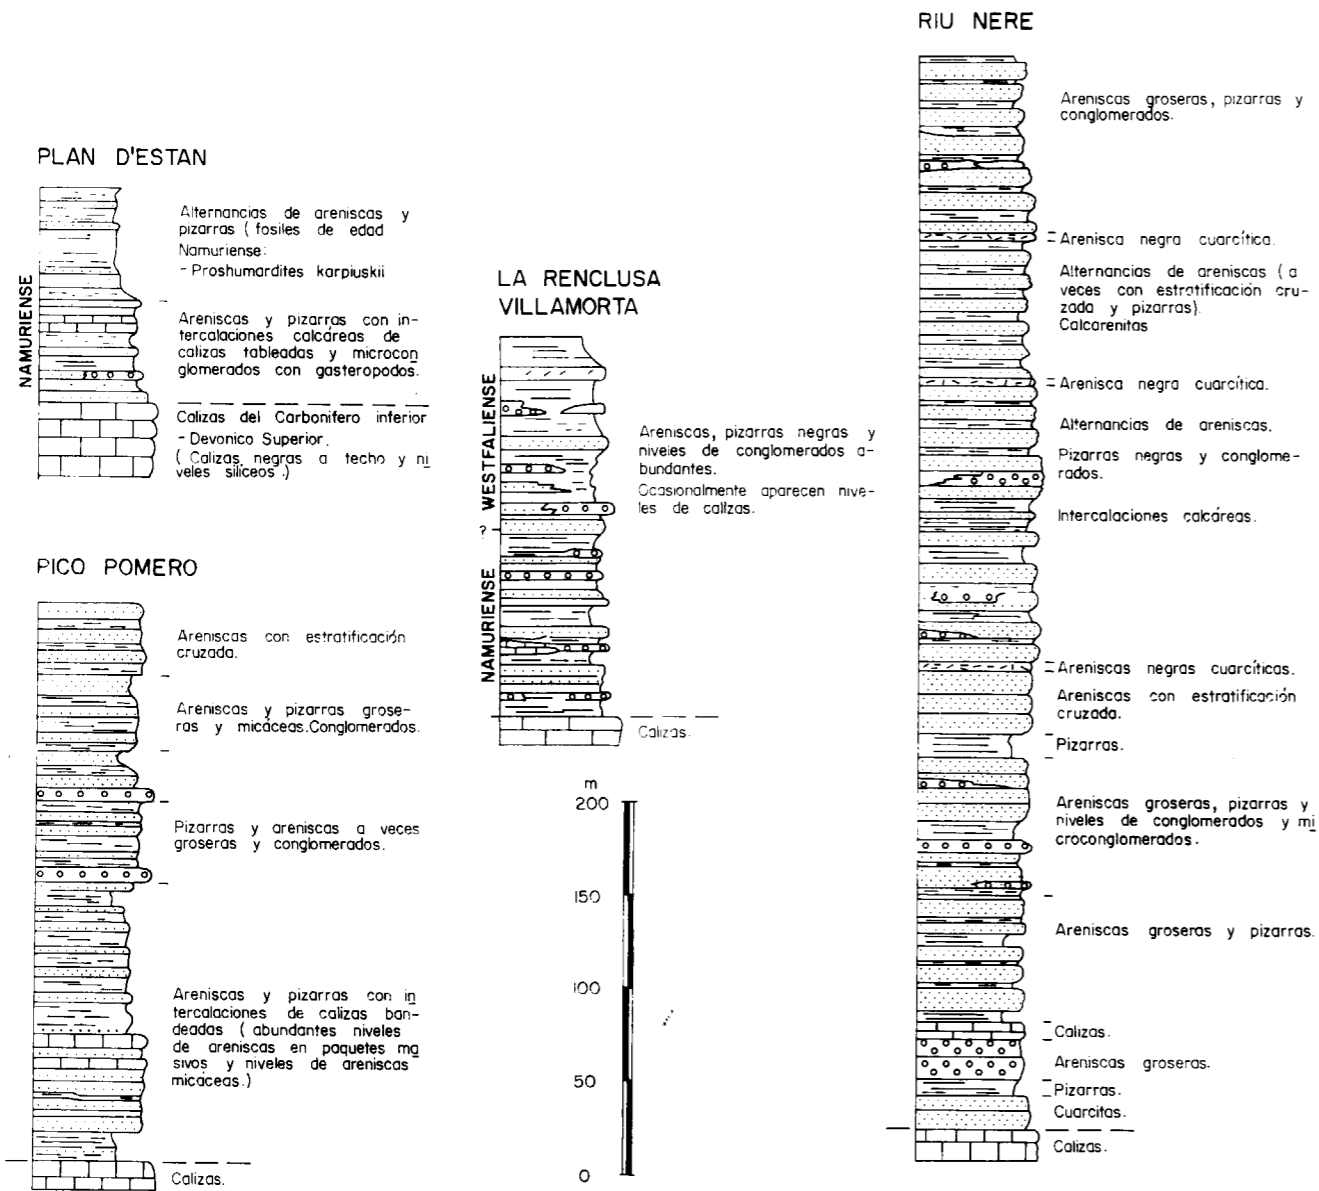 PLAN D'ESTAN
NAMURIENSE
Alternancias de areniscas y
pizarras ( fosiles de edad
Namuriense:
- Proshumardites karpiuskii
Areniscas y pizarras con in-
tercalaciones calcáreas de
calizas tableadas y microcon
glomerados con gasteropodos.
Calizas del Carbonifero inferior
- Devonico Superior.
( Calizas negras a techo y ni
veles silíceos.)
PICO POMERO
Areniscas con estratificación
cruzada.
Areniscas y pizarras grose-
ras y micáceas.Conglomerados.
Pizarras y areniscas a veces
groseras y conglomerados.
Areniscas y pizarras con in
tercalaciones de calizas ban-
deadas ( abundantes niveles
de areniscas en paquetes ma
sivos y niveles de areniscas
micáceas.)
Calizas.
LA RENCLUSA
VILLAMORTA
WESTFALIENSE
?
NAMURIENSE
Areniscas, pizarras negras y
niveles de conglomerados a-
bundantes.
Ocasionalmente aparecen nive-
les de calizas.
Calizas.
m
200
150
100
50
0
RIU NERE
Areniscas groseras, pizarras y
conglomerados.
Arenisca negra cuarcítica.
Alternancias de areniscas ( a
veces con estratificación cru-
zada y pizarras).
Calcarenitas
Arenisca negra cuarcítica.
Alternancias de areniscas.
Pizarras negras y conglome-
rados.
Intercalaciones calcáreas.
Areniscas negras cuarcíticas.
Areniscas con estratificación
cruzada.
Pizarras.
Areniscas groseras, pizarras y
niveles de conglomerados y mi
croconglomerados.
Areniscas groseras y pizarras.
Calizas.
Areniscas groseras.
Pizarras.
Cuarcitas.
Calizas.